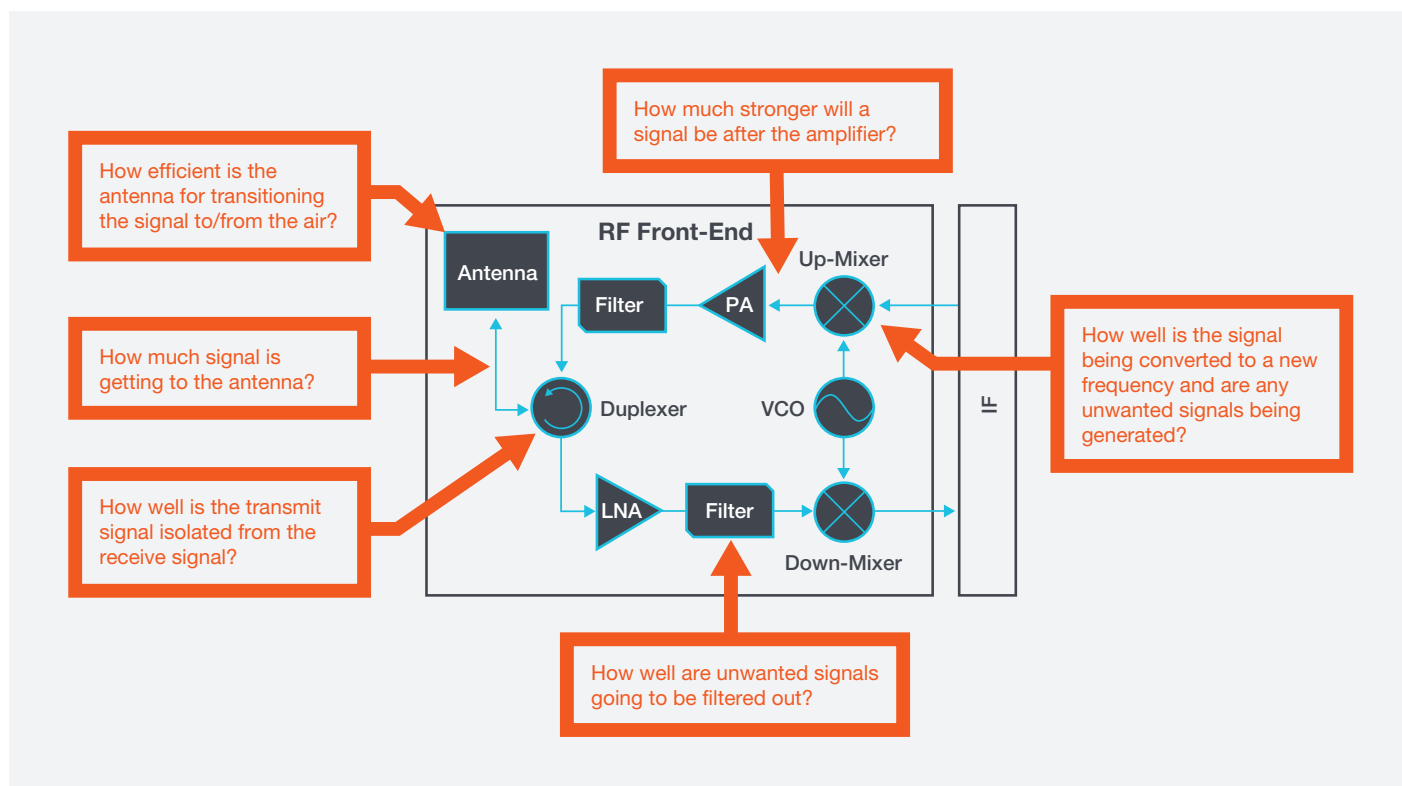 How much stronger will a
signal be after the amplifier?
How efficient is the
antenna for transitioning
the signal to/from the air?
RF Front-End
Up-Mixer
Antenna
Filter
PA
How much signal is
getting to the antenna?
How well is the signal
being converted to a new
frequency and are any
unwanted signals being
generated?
Duplexer
VCO
IF
How well is the transmit
signal isolated from the
receive signal?
LNA
Filter
Down-Mixer
How well are unwanted signals
going to be filtered out?